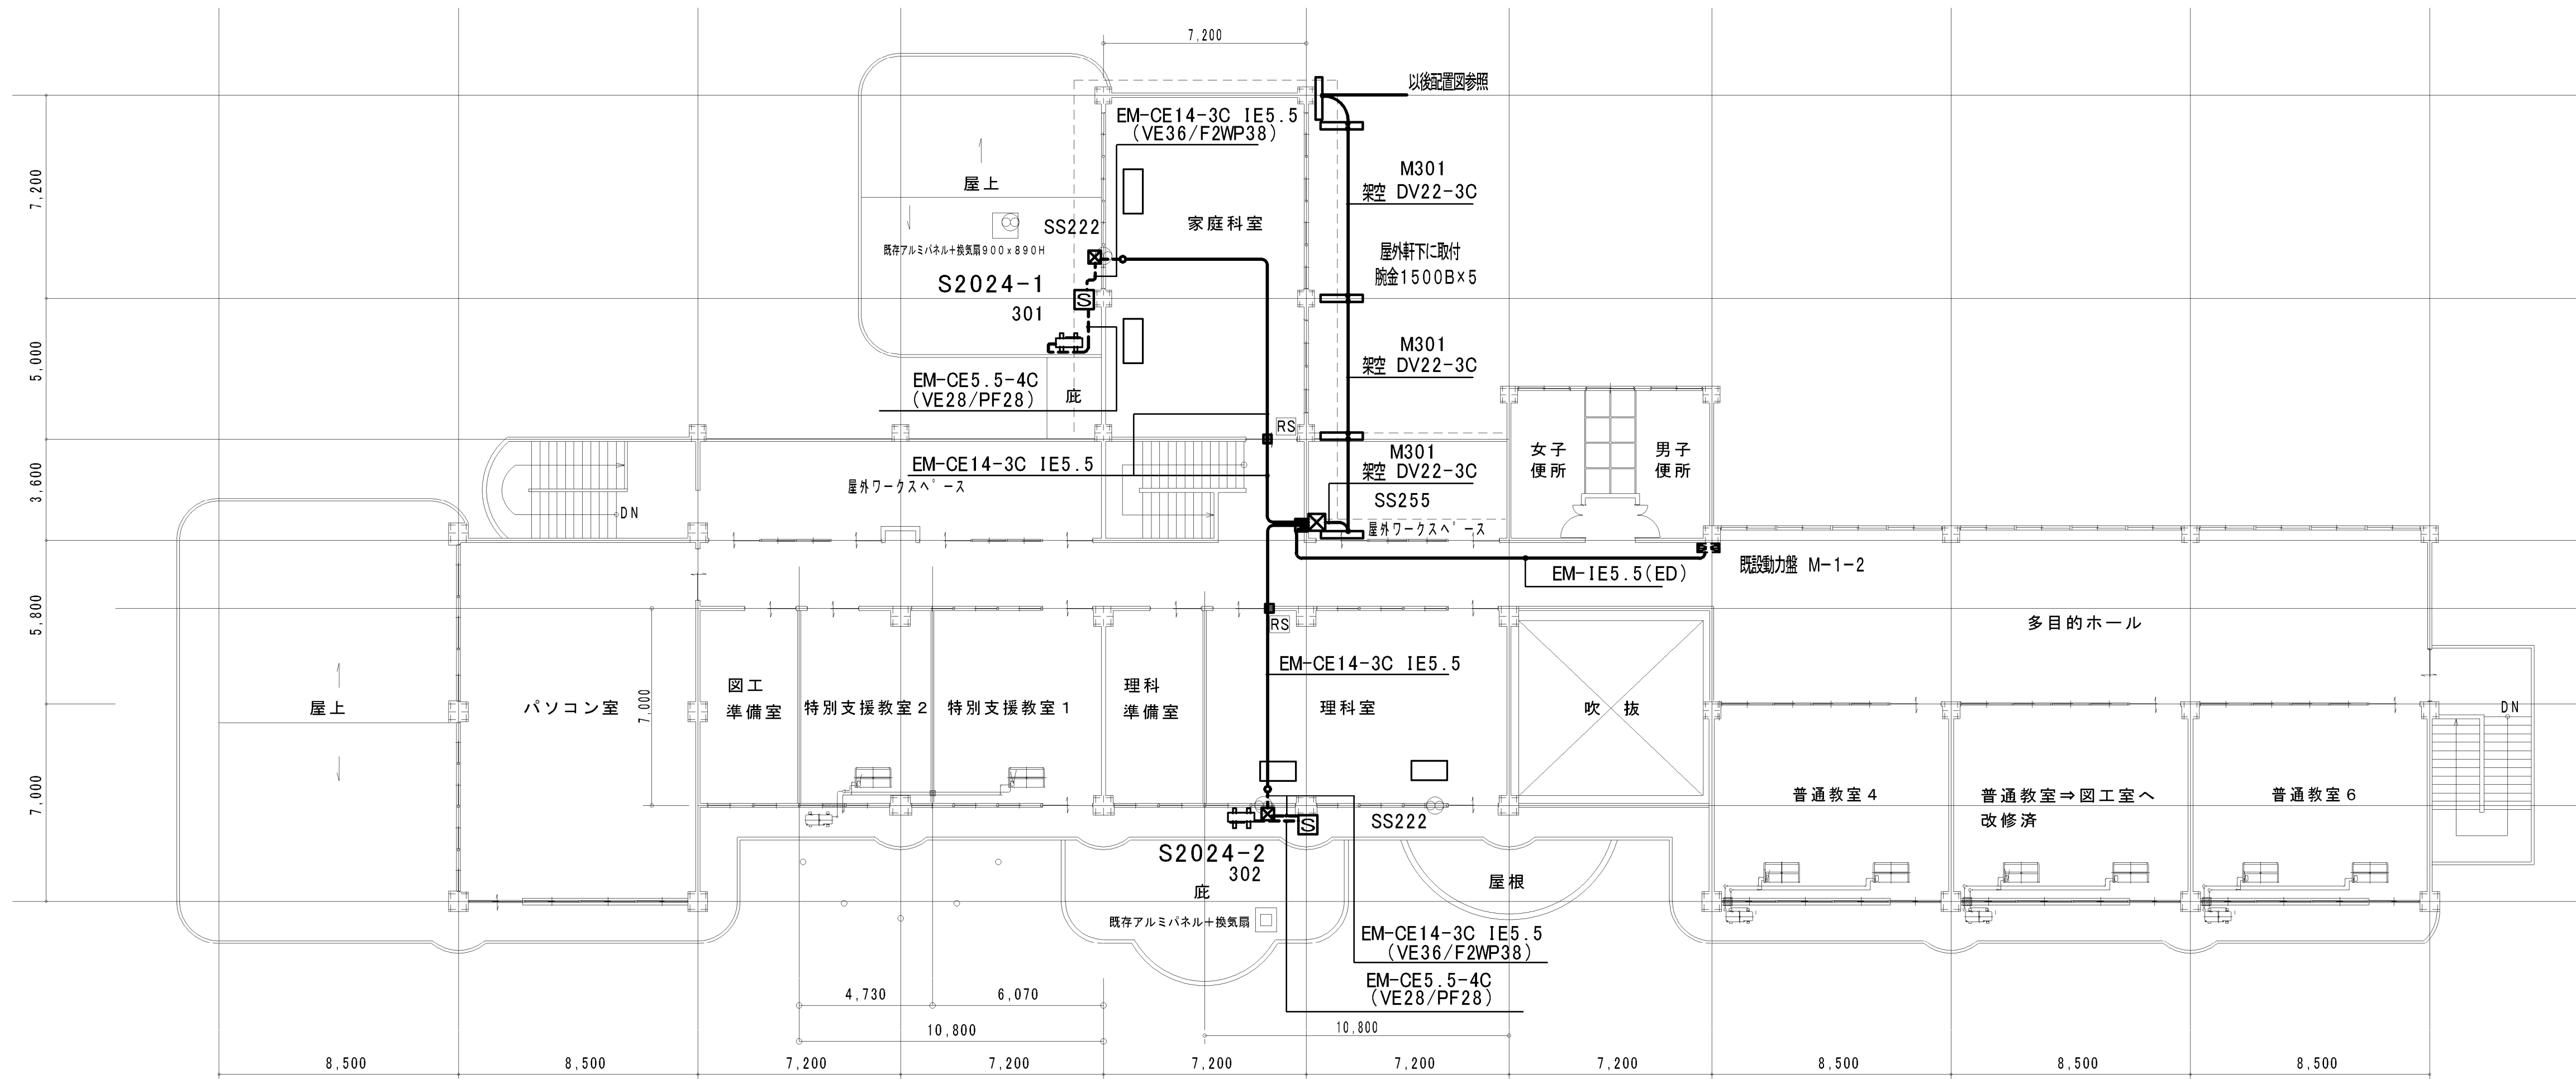 7,200
以後配置図参照
EM-CE14-3C IE5.5
(VE36/F2WP38)
7,200
屋上
M301
架空 DV22-3C
家庭科室
SS222
既存アルミパネル＋換気扇900x890H
屋外軒下に取付
腕金1500B×5
S2024-1
S
301
5,000
M301
架空 DV22-3C
EM-CE5.5-4C
(VE28/PF28)
庇
RS
女子
便所
男子
便所
M301
架空 DV22-3C
3,600
EM-CE14-3C IE5.5
屋外ワークスペース
SS255
DN
屋外ワークスペース
既設動力盤 M-1-2
EM-IE5.5(ED)
5,800
RS
多目的ホール
EM-CE14-3C IE5.5
屋上
パソコン室
7,000
図工
準備室
特別支援教室2
特別支援教室1
理科
準備室
理科室
吹抜
DN
7,000
普通教室4
普通教室⇒図工室へ
改修済
普通教室6
S
SS222
S2024-2
302
庇
屋根
既存アルミパネル＋換気扇
EM-CE14-3C IE5.5
(VE36/F2WP38)
EM-CE5.5-4C
(VE28/PF28)
4,730
6,070
10,800
10,800
8,500
8,500
7,200
7,200
7,200
7,200
7,200
8,500
8,500
8,500